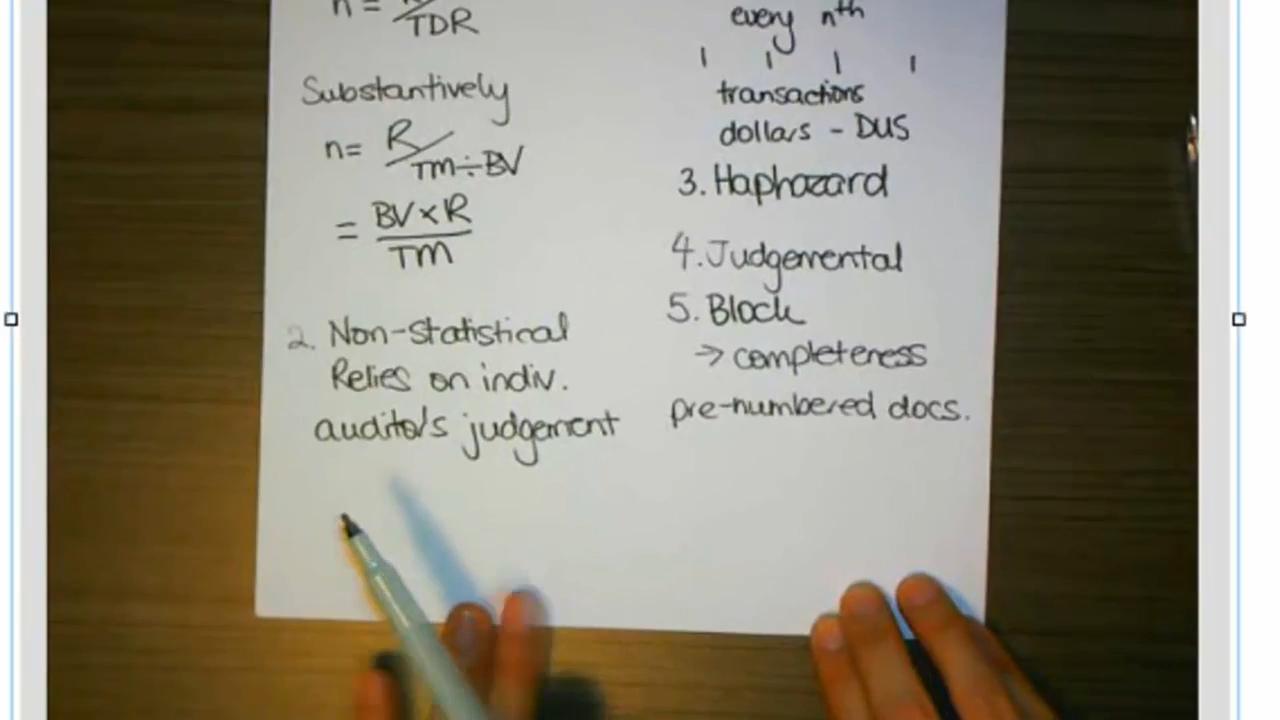 n = R/TDR
Substantively
n= R/TM÷BV
= BV×R
TM
2. Non-statistical
Relies on indiv.
auditor's judgement
every nth
transactions
dollars - DUS
3. Haphazard
4. Judgemental
5. Block
→ completeness
pre-numbered docs.